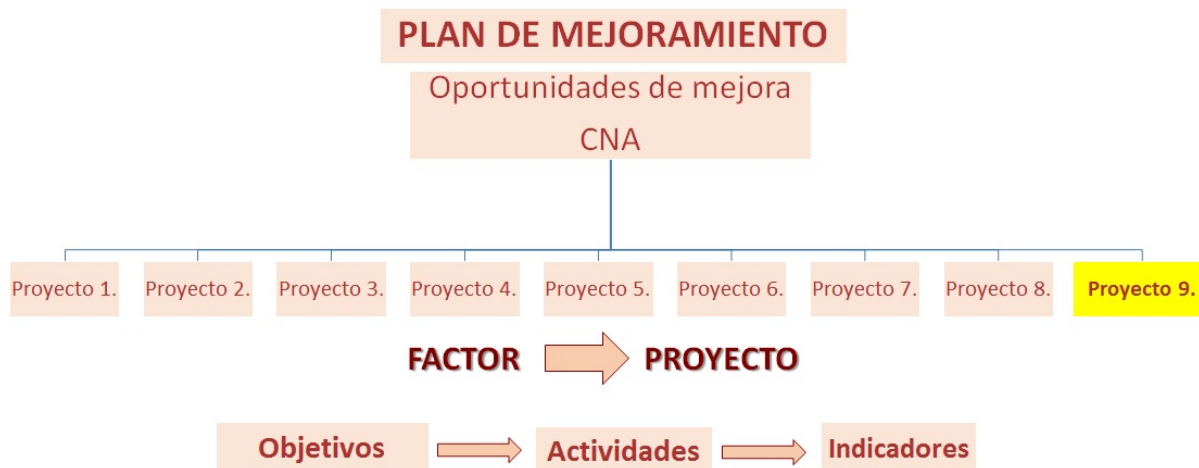 PLAN DE MEJORAMIENTO
Oportunidades de mejora
CNA
Proyecto 1.
Proyecto 2.
Proyecto 3.
Proyecto 4.
Proyecto 5.
Proyecto 6.
Proyecto 7.
Proyecto 8.
Proyecto 9.
FACTOR
PROYECTO
Objetivos
Actividades
Indicadores